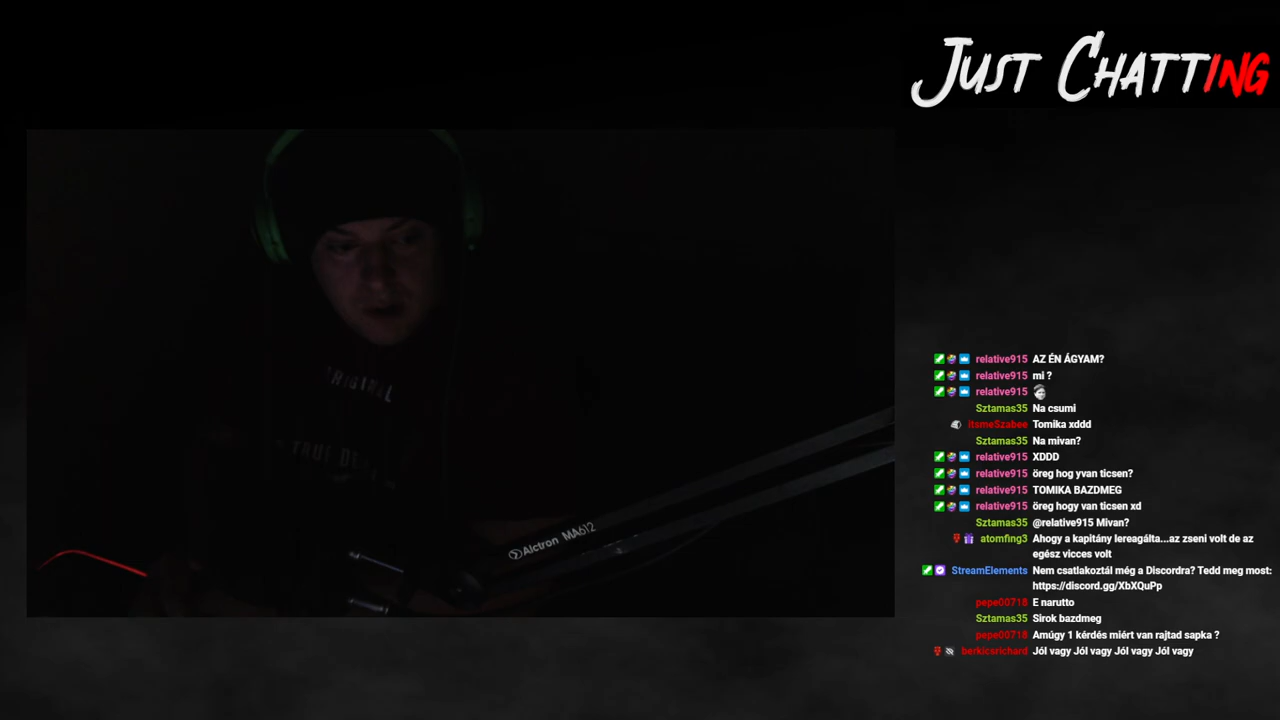 JUST CHATTING
relative915 AZ ÉN ÁGYAM?
relative915 mi ?
relative915
Sztamas35 Na csumi
itsmeSzabee Tomika xddd
Sztamas35 Na mivan?
relative915 XDDD
relative915 öreg hog yvan ticsen?
relative915 TOMIKA BAZDMEG
relative915 öreg hogy van ticsen xd
Sztamas35 @relative915 Mivan?
atomfing3 Ahogy a kapitány lereagálta...az zseni volt de az
egész vicces volt
StreamElements Nem csatlakoztál még a Discordra? Tedd meg most:
https://discord.gg/XbXQuPp
pepe00718 E narutto
Sztamas35 Sirok bazdmeg
pepe00718 Amúgy 1 kérdés miért van rajtad sapka ?
berkicsrichard Jól vagy Jól vagy Jól vagy Jól vagy
ORIGINAL
TRUE
Alctron MA612